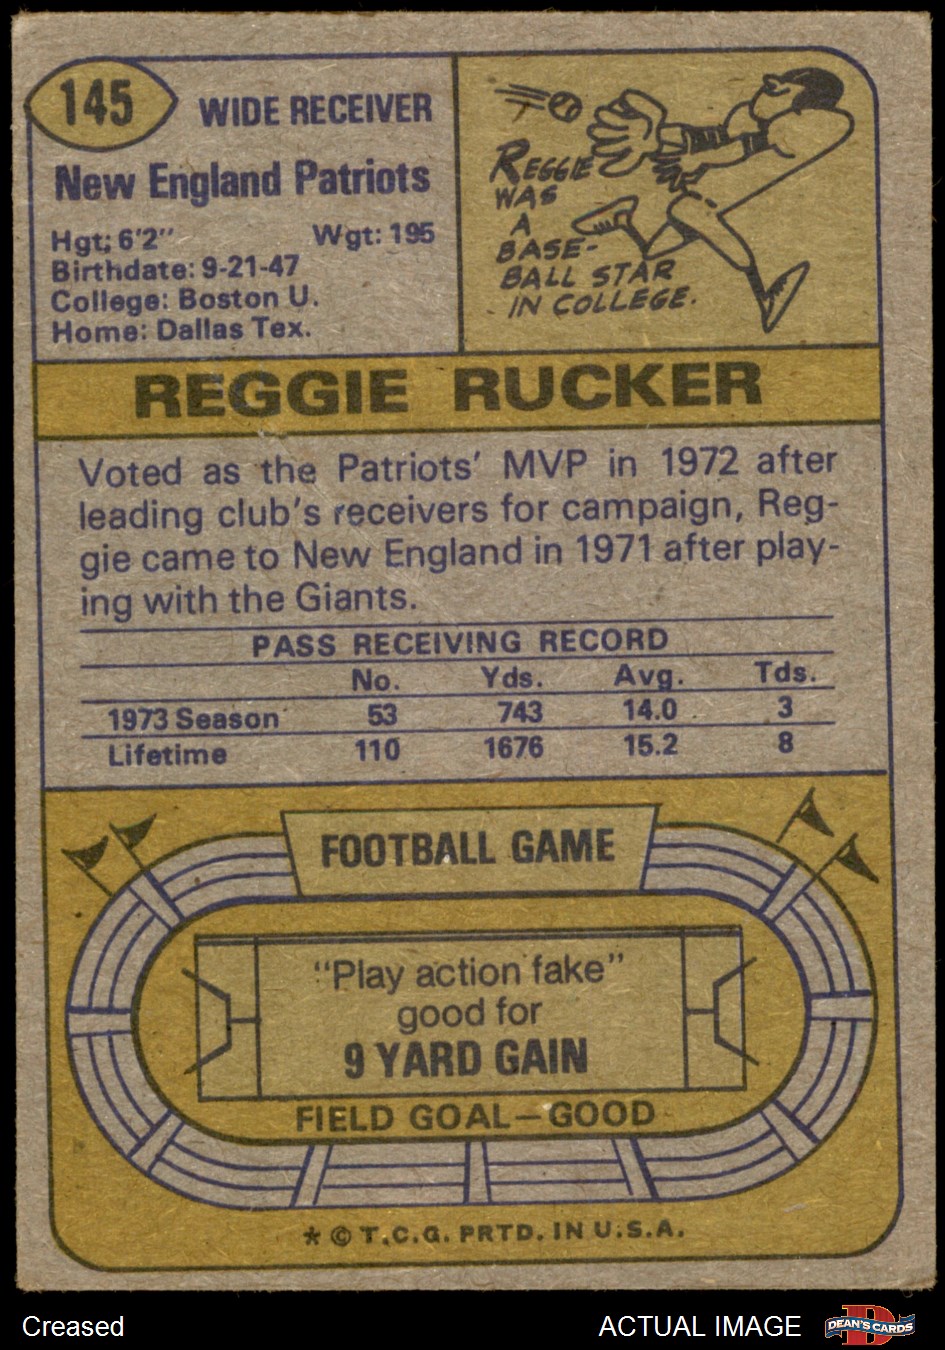 145
WIDE RECEIVER
New England Patriots
Hgt; 6'2" Wgt: 195
Birthdate: 9-21-47
College: Boston U.
Home: Dallas Tex.
REGGIE
WAS
A
BASE-
BALL STAR
IN COLLEGE.
REGGIE RUCKER
Voted as the Patriots' MVP in 1972 after
leading club's receivers for campaign, Reg-
gie came to New England in 1971 after play-
ing with the Giants.
PASS RECEIVING RECORD
No. Yds. Avg. Tds.
1973 Season 53 743 14.0 3
Lifetime 110 1676 15.2 8
FOOTBALL GAME
"Play action fake"
good for
9 YARD GAIN
FIELD GOAL—GOOD
* © T.C.G. PRTD. IN U.S.A.
Creased
ACTUAL IMAGE
DEAN'S CARDS